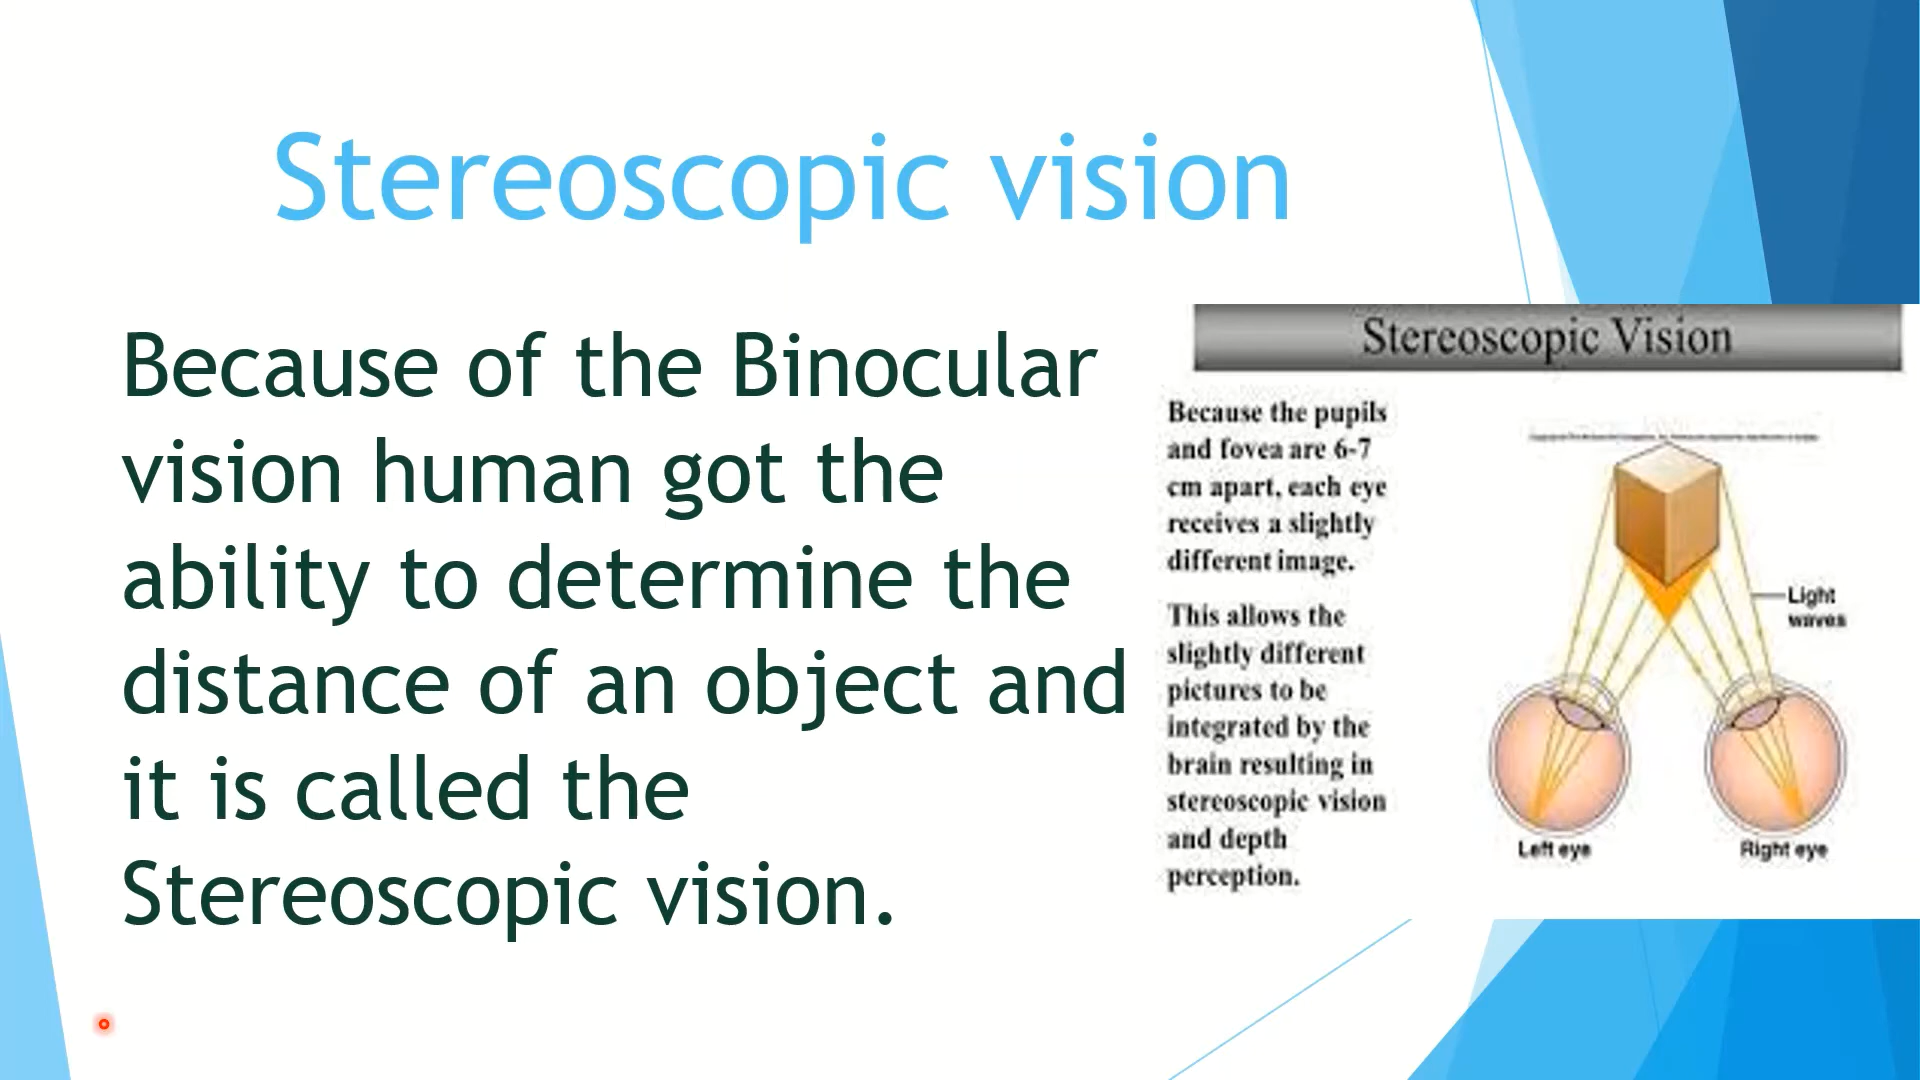 Stereoscopic vision
Because of the Binocular
vision human got the
ability to determine the
distance of an object and
it is called the
Stereoscopic vision.
Stereoscopic Vision
Because the pupils
and fovea are 6-7
cm apart, each eye
receives a slightly
different image.
This allows the
slightly different
pictures to be
integrated by the
brain resulting in
stereoscopic vision
and depth
perception.
Light
waves
Left eye
Right eye